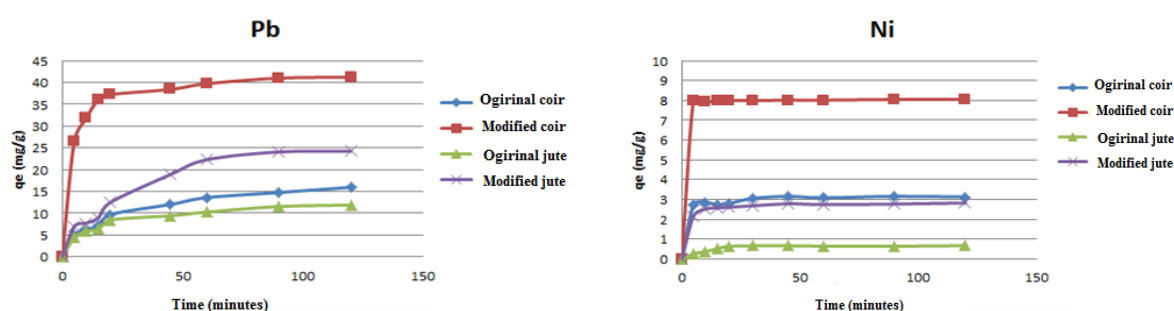 Pb
45
40
35
30
25
20
15
10
5
0
qe (mg/g)
0 50 100 150
Time (minutes)
Ogirinal coir
Modified coir
Ogirinal jute
Modified jute
Ni
10
9
8
7
6
5
4
3
2
1
0
qe (mg/g)
0 50 100 150
Time (minutes)
Ogirinal coir
Modified coir
Ogirinal jute
Modified jute